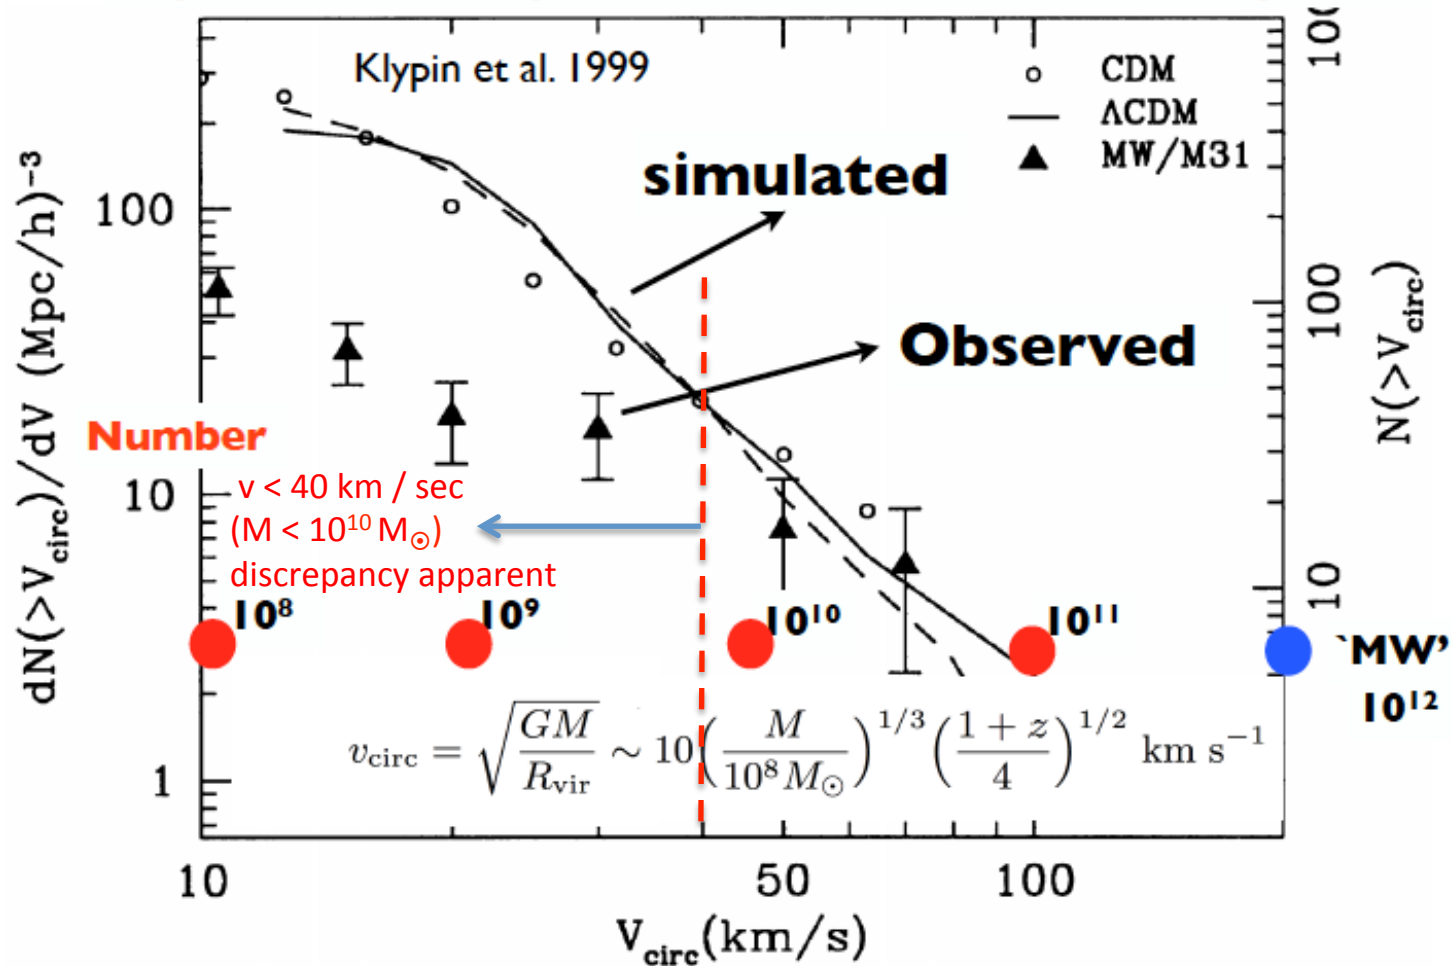 Klypin et al. 1999
CDM
ΛCDM
MW/M31
simulated
Observed
Number
v < 40 km / sec
(M < 10¹⁰ M☉)
discrepancy apparent
10⁸
10⁹
10¹⁰
10¹¹
`MW'
10¹²
v_circ = √(GM/R_vir) ∼ 10 (M/10⁸M☉)^1/3 ((1 + z)/4)^1/2 km s⁻¹
dN(>V_circ)/dV (Mpc/h)⁻³
100
10
1
N(>V_circ)
100
10
10
50
100
V_circ(km/s)